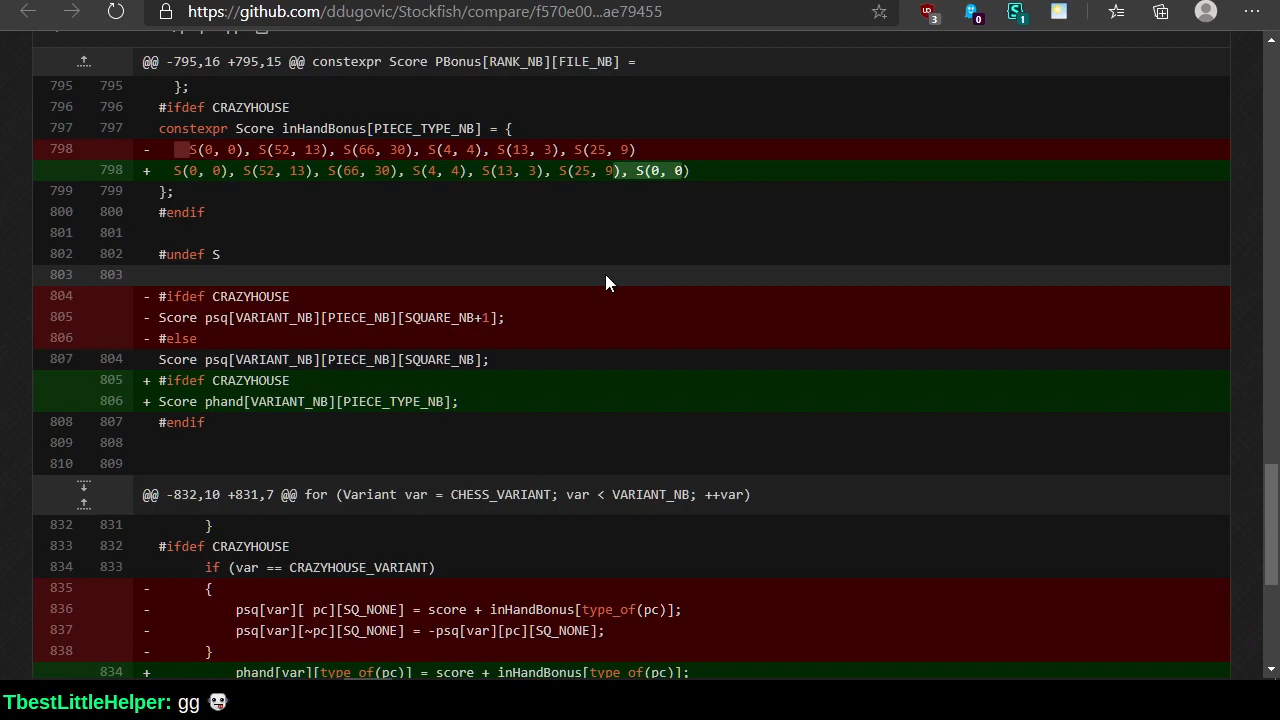 https://github.com/ddugovic/Stockfish/compare/f570e00...ae79455
3
0
1
@@ -795,16 +795,15 @@ constexpr Score PBonus[RANK_NB][FILE_NB] =
795 795 };
796 796 #ifdef CRAZYHOUSE
797 797 constexpr Score inHandBonus[PIECE_TYPE_NB] = {
798 - S(0, 0), S(52, 13), S(66, 30), S(4, 4), S(13, 3), S(25, 9)
798 + S(0, 0), S(52, 13), S(66, 30), S(4, 4), S(13, 3), S(25, 9), S(0, 0)
799 799 };
800 800 #endif
801 801
802 802 #undef S
803 803
804 - #ifdef CRAZYHOUSE
805 - Score psq[VARIANT_NB][PIECE_NB][SQUARE_NB+1];
806 - #else
807 804 Score psq[VARIANT_NB][PIECE_NB][SQUARE_NB];
805 + #ifdef CRAZYHOUSE
806 + Score phand[VARIANT_NB][PIECE_TYPE_NB];
808 807 #endif
809 808
810 809
@@ -832,10 +831,7 @@ for (Variant var = CHESS_VARIANT; var < VARIANT_NB; ++var)
832 831 }
833 832 #ifdef CRAZYHOUSE
834 833 if (var == CRAZYHOUSE_VARIANT)
835 - {
836 - psq[var][ pc][SQ_NONE] = score + inHandBonus[type_of(pc)];
837 - psq[var][~pc][SQ_NONE] = -psq[var][pc][SQ_NONE];
838 - }
834 + phand[var][type_of(pc)] = score + inHandBonus[type_of(pc)];
TbestLittleHelper: gg